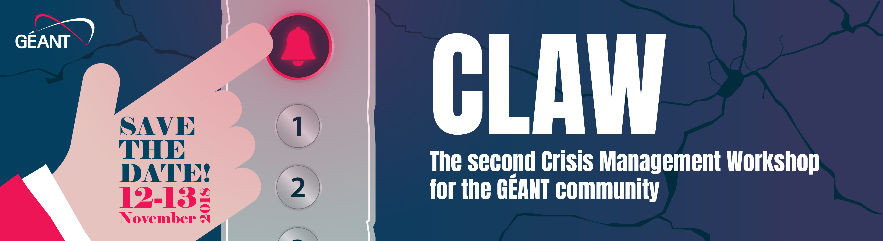 GÉANT
SAVE
THE
DATE!
12-13
November
2018
1
2
CLAW
The second Crisis Management Workshop
for the GÉANT community